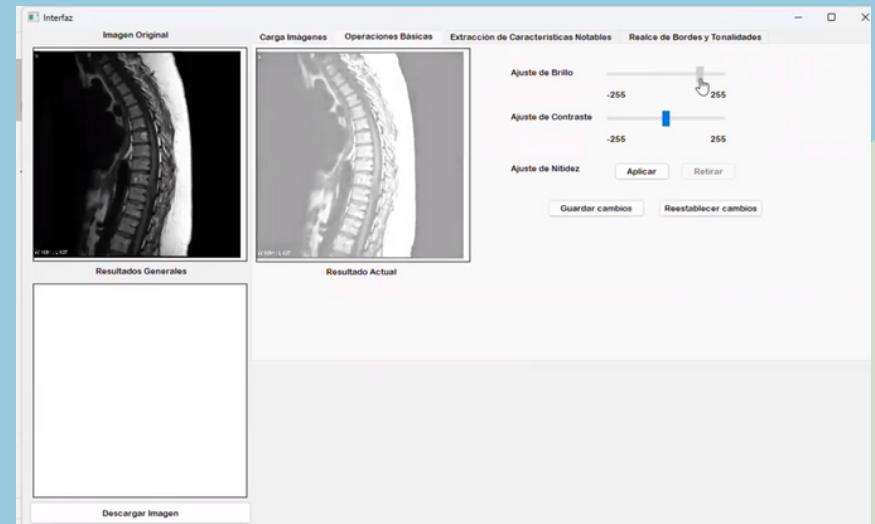 Interfaz
Imagen Original
Carga Imágenes
Operaciones Básicas
Extracción de Características Notables
Realce de Bordes y Tonalidades
Ajuste de Brillo
-255
255
Ajuste de Contraste
-255
255
Ajuste de Nitidez
Aplicar
Retirar
Guardar cambios
Reestablecer cambios
Resultados Generales
Resultado Actual
Descargar Imagen